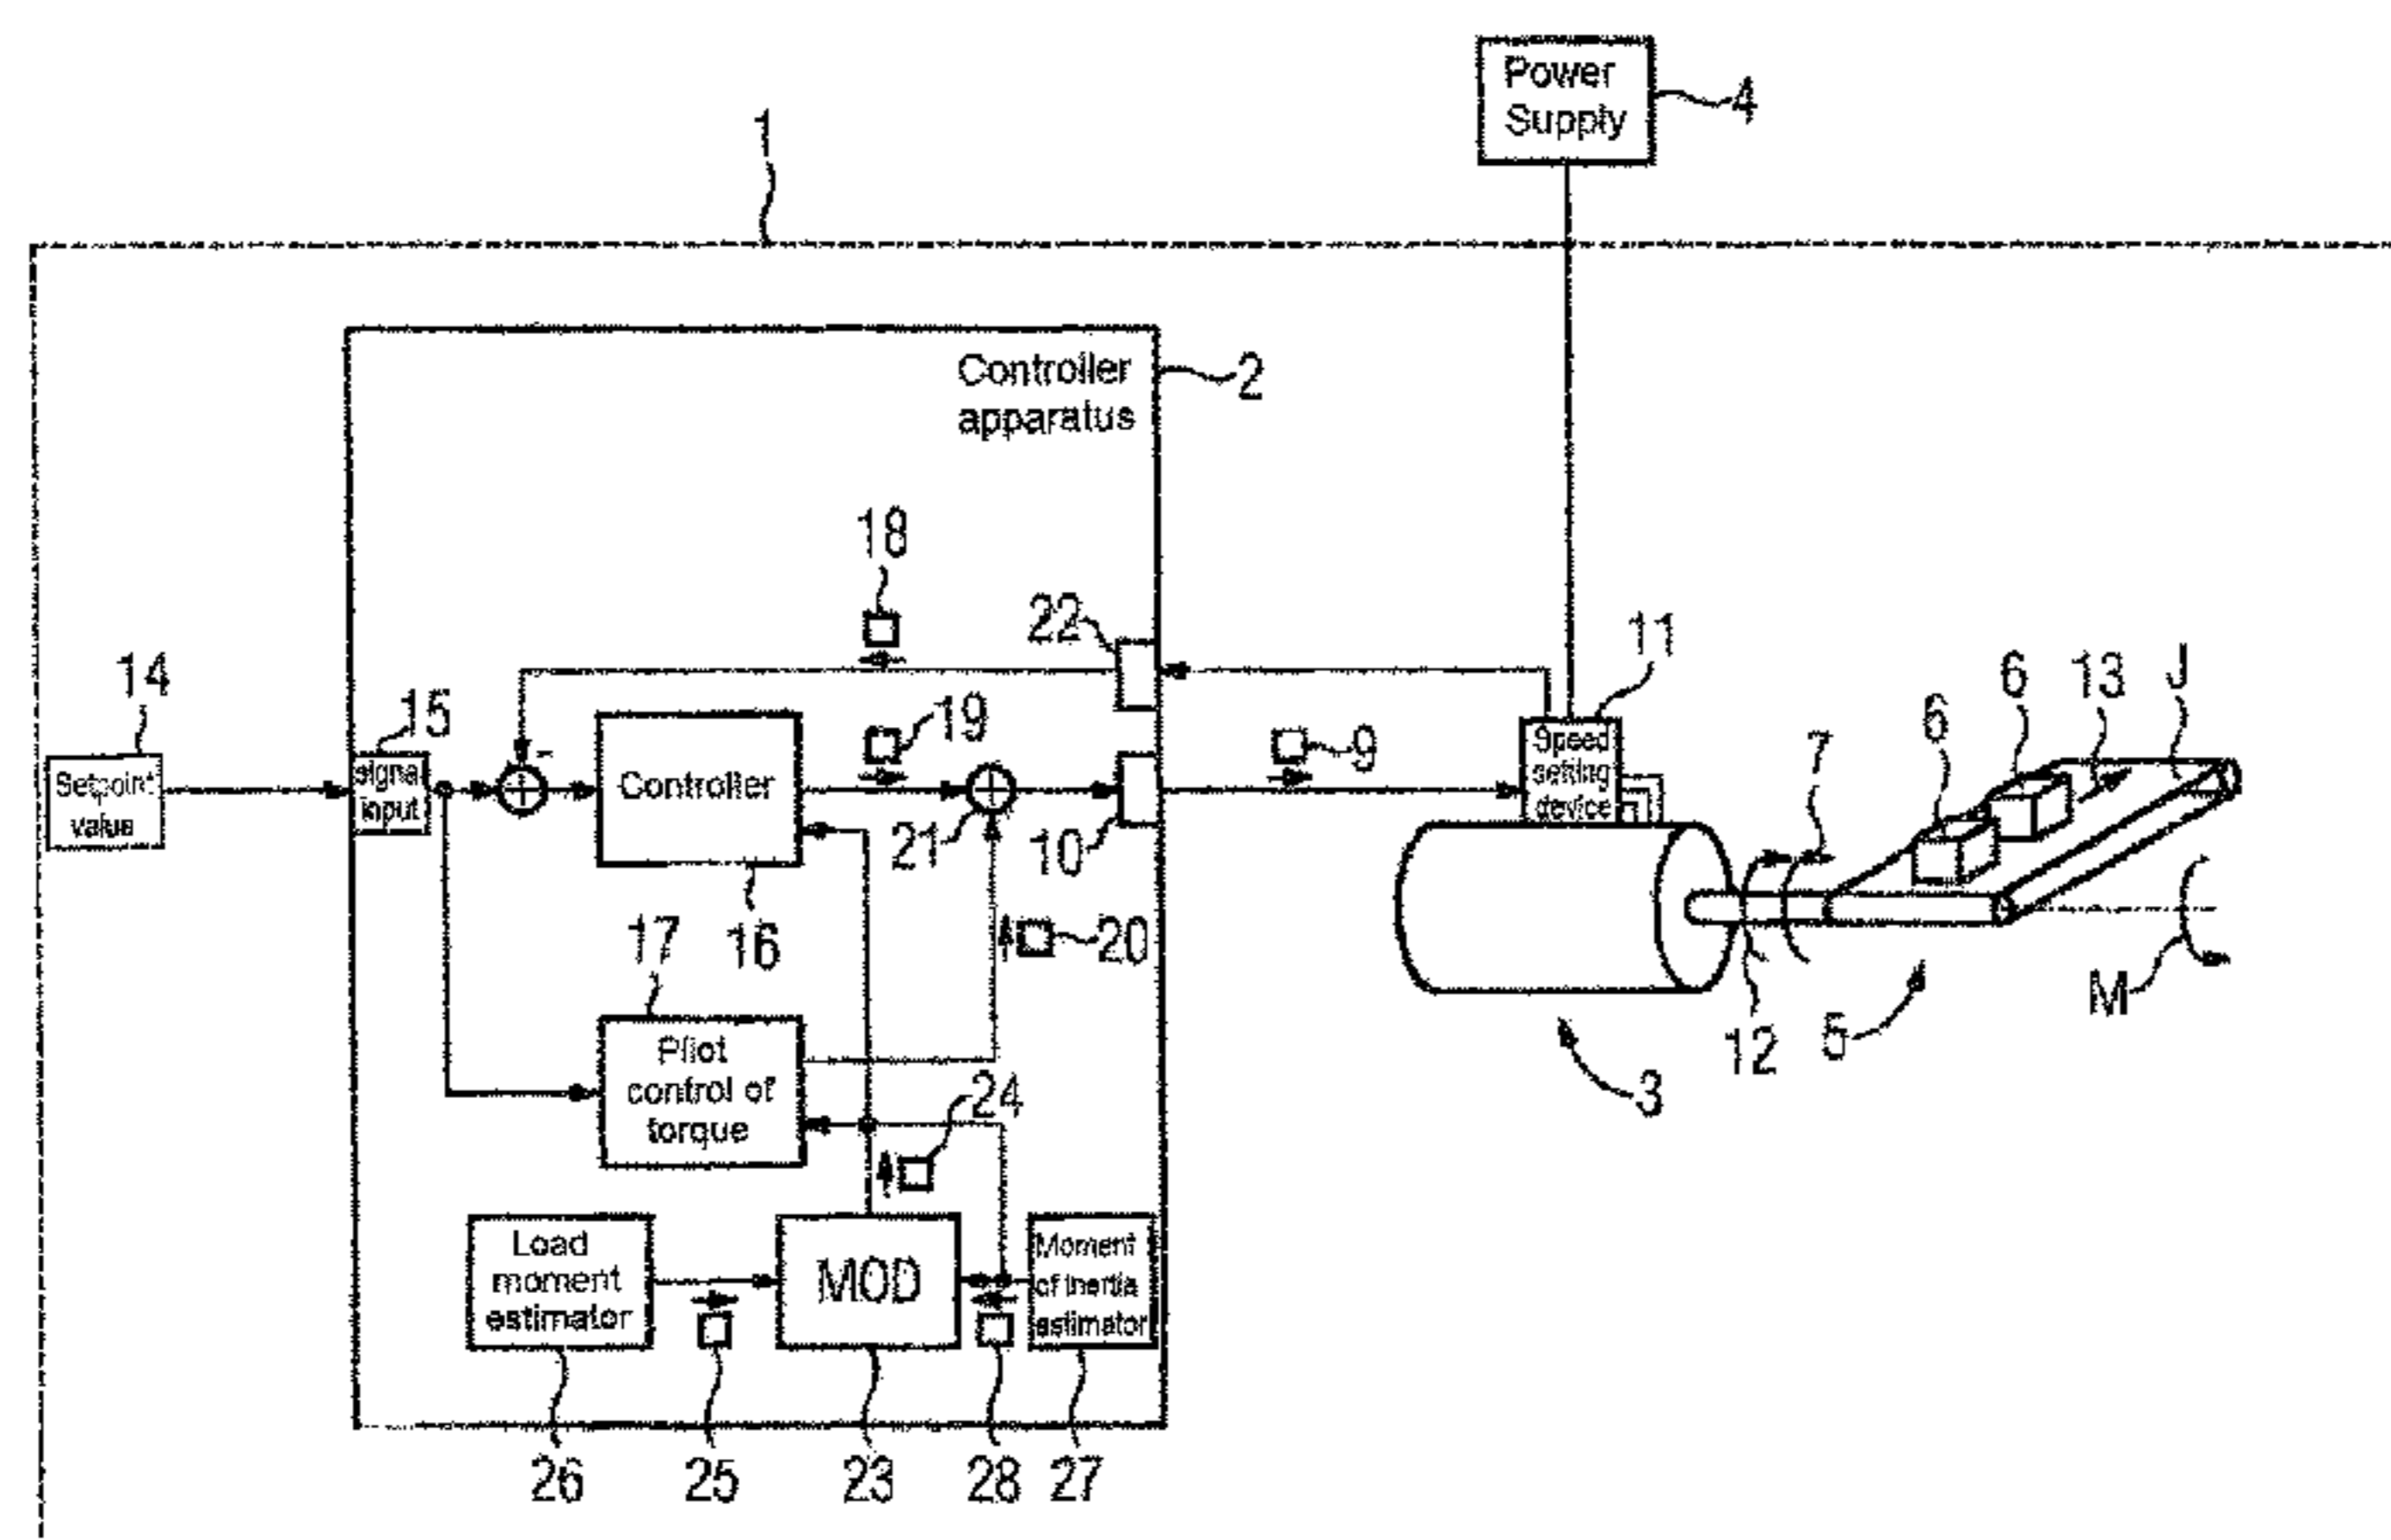 Power
Supply
4
1
Controller
apparatus
2
18
22
11
14
15
19
9
6
13
J
6
7
Setpoint
value
signal
input
Controller
21
10
Speed
setting
device
17
16
20
12
5
M
3
Pilot
control of
torque
24
Load
moment
estimator
MOD
Moment
of inertia
estimator
26
25
23
28
27